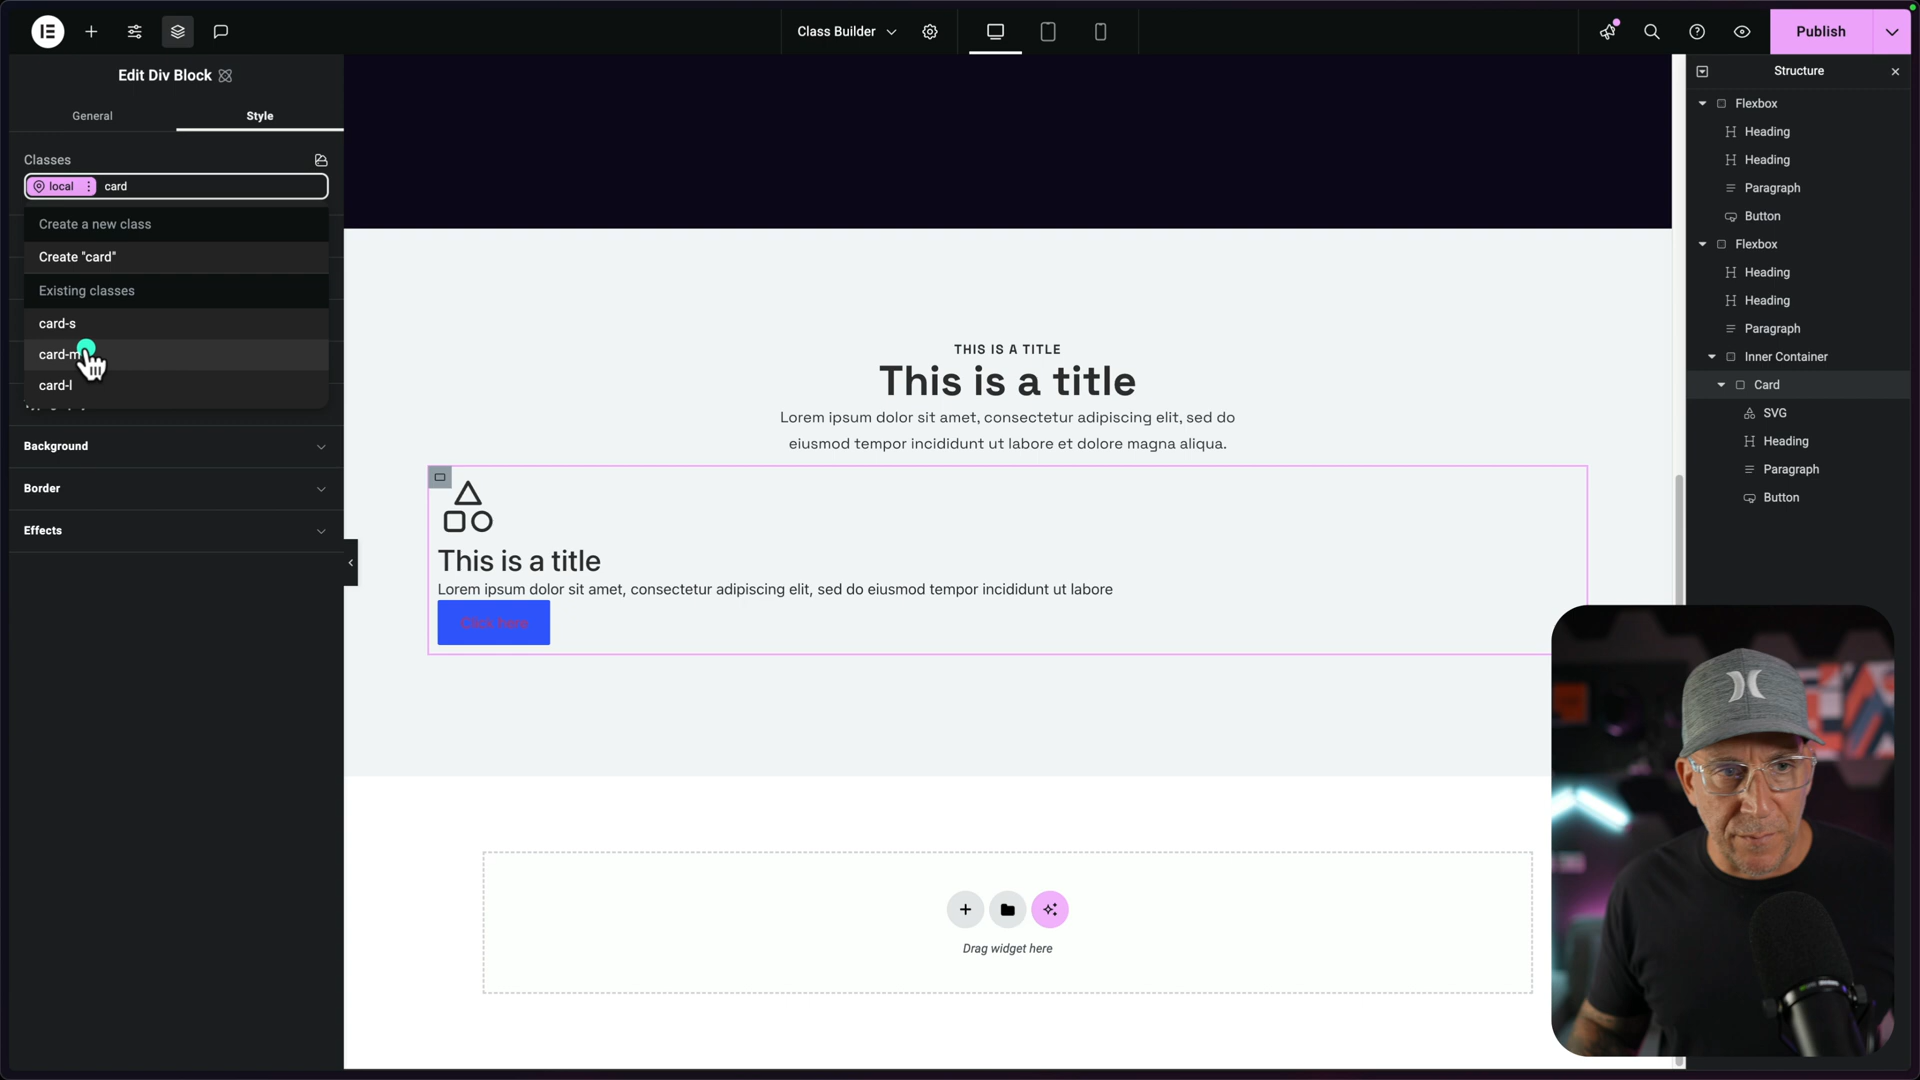 Class Builder
Publish
Edit Div Block
General
Style
Classes
local
card
Create a new class
Create "card"
Existing classes
card-s
card-m
card-l
Background
Border
Effects
THIS IS A TITLE
This is a title
Lorem ipsum dolor sit amet, consectetur adipiscing elit, sed do
eiusmod tempor incididunt ut labore et dolore magna aliqua.
This is a title
Lorem ipsum dolor sit amet, consectetur adipiscing elit, sed do eiusmod tempor incididunt ut labore
Click here
Drag widget here
Structure
Flexbox
Heading
Heading
Paragraph
Button
Flexbox
Heading
Heading
Paragraph
Inner Container
Card
SVG
Heading
Paragraph
Button